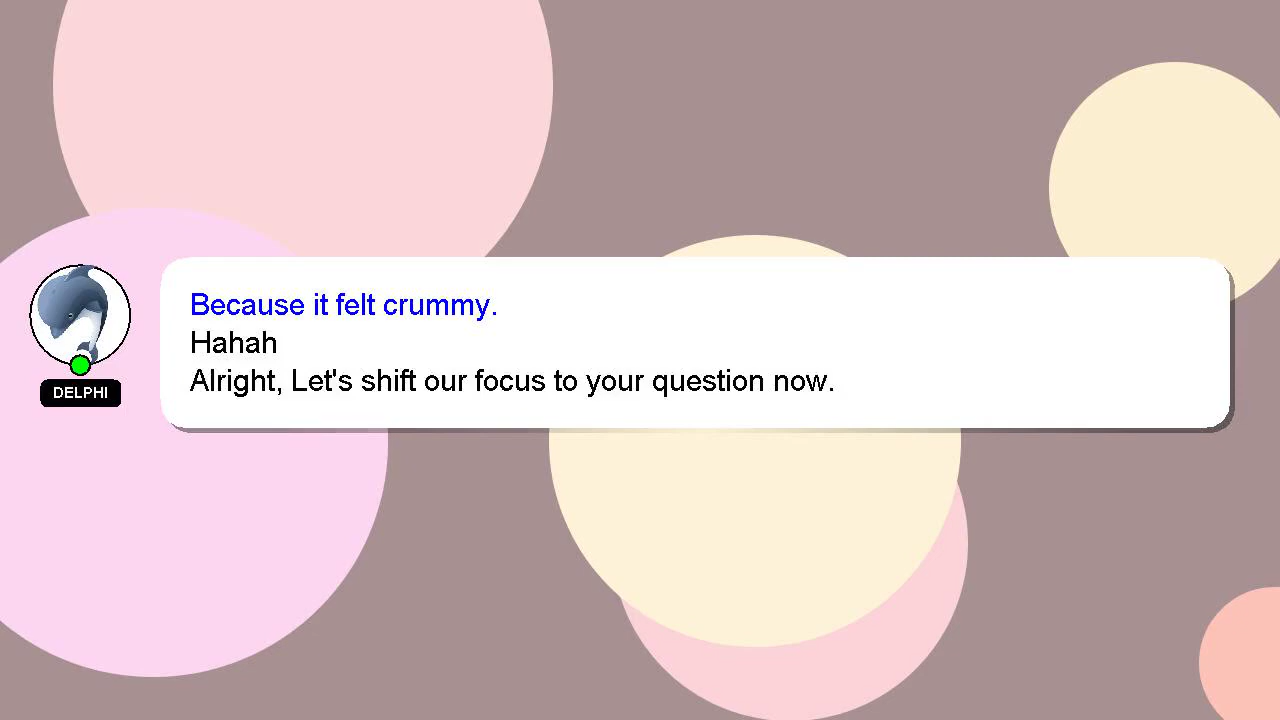 Because it felt crummy.
Hahah
Alright, Let's shift our focus to your question now.
DELPHI